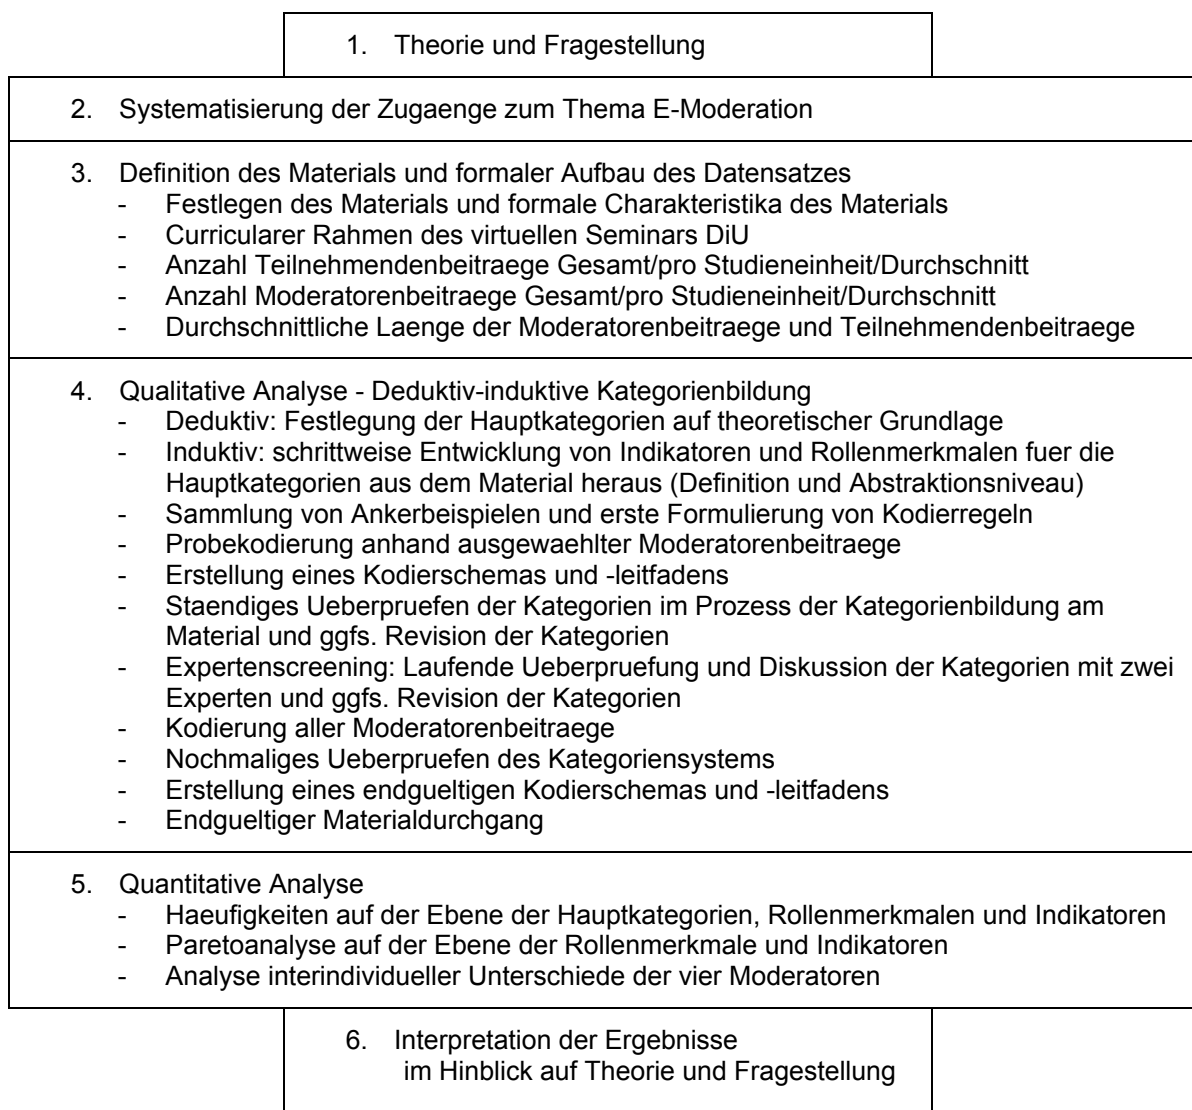 1. Theorie und Fragestellung
2. Systematisierung der Zugaenge zum Thema E-Moderation
3. Definition des Materials und formaler Aufbau des Datensatzes
- Festlegen des Materials und formale Charakteristika des Materials
- Curricularer Rahmen des virtuellen Seminars DiU
- Anzahl Teilnehmendenbeitraege Gesamt/pro Studieneinheit/Durchschnitt
- Anzahl Moderatorenbeitraege Gesamt/pro Studieneinheit/Durchschnitt
- Durchschnittliche Laenge der Moderatorenbeitraege und Teilnehmendenbeitraege
4. Qualitative Analyse - Deduktiv-induktive Kategorienbildung
- Deduktiv: Festlegung der Hauptkategorien auf theoretischer Grundlage
- Induktiv: schrittweise Entwicklung von Indikatoren und Rollenmerkmalen fuer die
Hauptkategorien aus dem Material heraus (Definition und Abstraktionsniveau)
- Sammlung von Ankerbeispielen und erste Formulierung von Kodierregeln
- Probekodierung anhand ausgewaehlter Moderatorenbeitraege
- Erstellung eines Kodierschemas und -leitfadens
- Staendiges Ueberpruefen der Kategorien im Prozess der Kategorienbildung am
Material und ggfs. Revision der Kategorien
- Expertenscreening: Laufende Ueberpruefung und Diskussion der Kategorien mit zwei
Experten und ggfs. Revision der Kategorien
- Kodierung aller Moderatorenbeitraege
- Nochmaliges Ueberpruefen des Kategoriensystems
- Erstellung eines endgueltigen Kodierschemas und -leitfadens
- Endgueltiger Materialdurchgang
5. Quantitative Analyse
- Haeufigkeiten auf der Ebene der Hauptkategorien, Rollenmerkmalen und Indikatoren
- Paretoanalyse auf der Ebene der Rollenmerkmale und Indikatoren
- Analyse interindividueller Unterschiede der vier Moderatoren
6. Interpretation der Ergebnisse
im Hinblick auf Theorie und Fragestellung